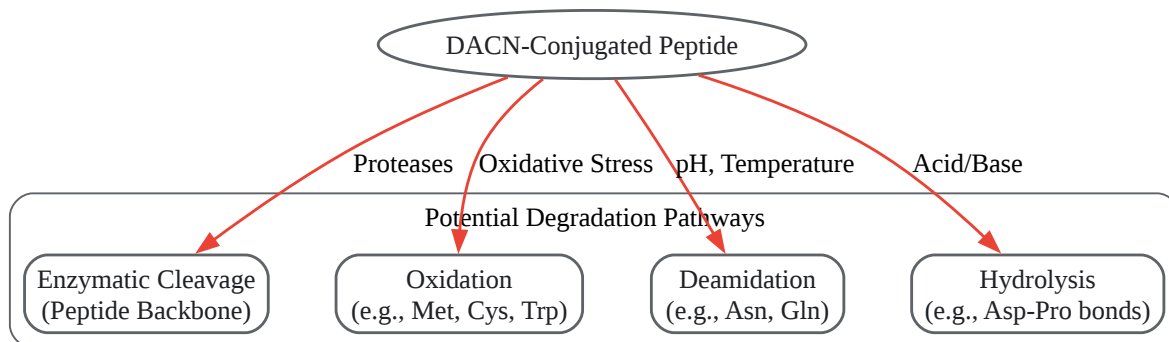 DACN-Conjugated Peptide
Proteases
Oxidative Stress
pH, Temperature
Acid/Base
Potential Degradation Pathways
Enzymatic Cleavage
(Peptide Backbone)
Oxidation
(e.g., Met, Cys, Trp)
Deamidation
(e.g., Asn, Gln)
Hydrolysis
(e.g., Asp-Pro bonds)